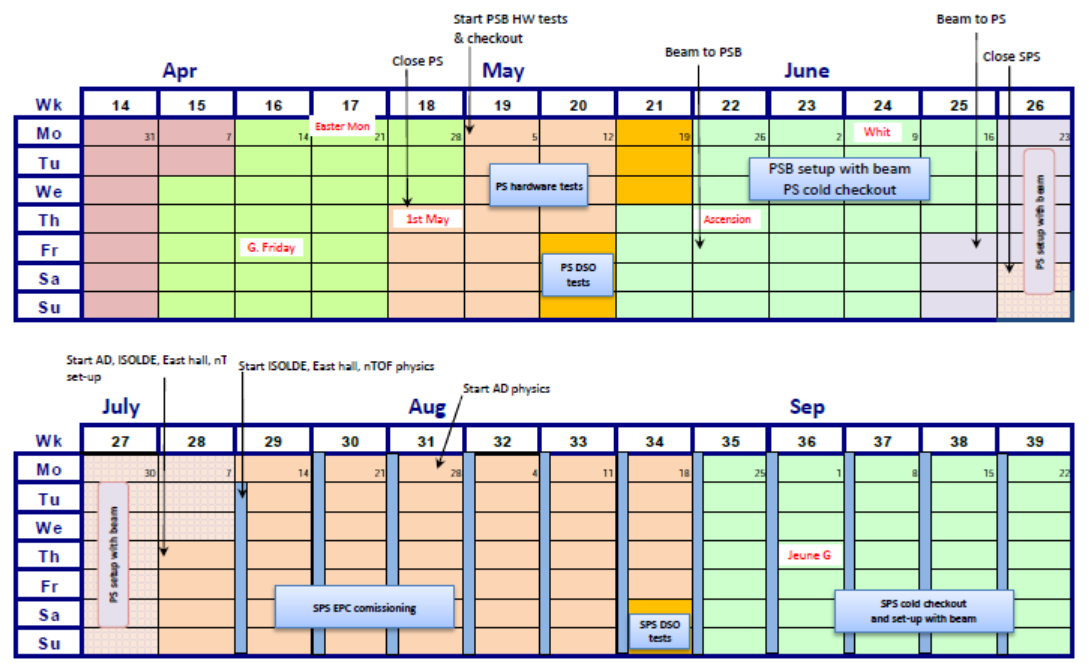 Start PSB HW tests
& checkout
Beam to PS
Close PS
Beam to PSB
Close SPS
Apr May June
Wk 14 15 16 17 18 19 20 21 22 23 24 25 26
Mo 31 7 14 Easter Mon 21 28 5 12 19 26 2 Whit 9 16 23
Tu
We
Th 1st May Ascension
Fr G. Friday
Sa
Su
PS hardware tests
PSB setup with beam
PS cold checkout
PS DSO
tests
PS setup with beam
Start AD, ISOLDE, East hall, nT
set-up
Start ISOLDE, East hall, nTOF physics
Start AD physics
July Aug Sep
Wk 27 28 29 30 31 32 33 34 35 36 37 38 39
Mo 30 7 14 21 28 4 11 18 25 1 8 15 22
Tu
We
Th Jeune G
Fr
Sa
Su
PS setup with beam
SPS EPC comissioning
SPS DSO
tests
SPS cold checkout
and set-up with beam